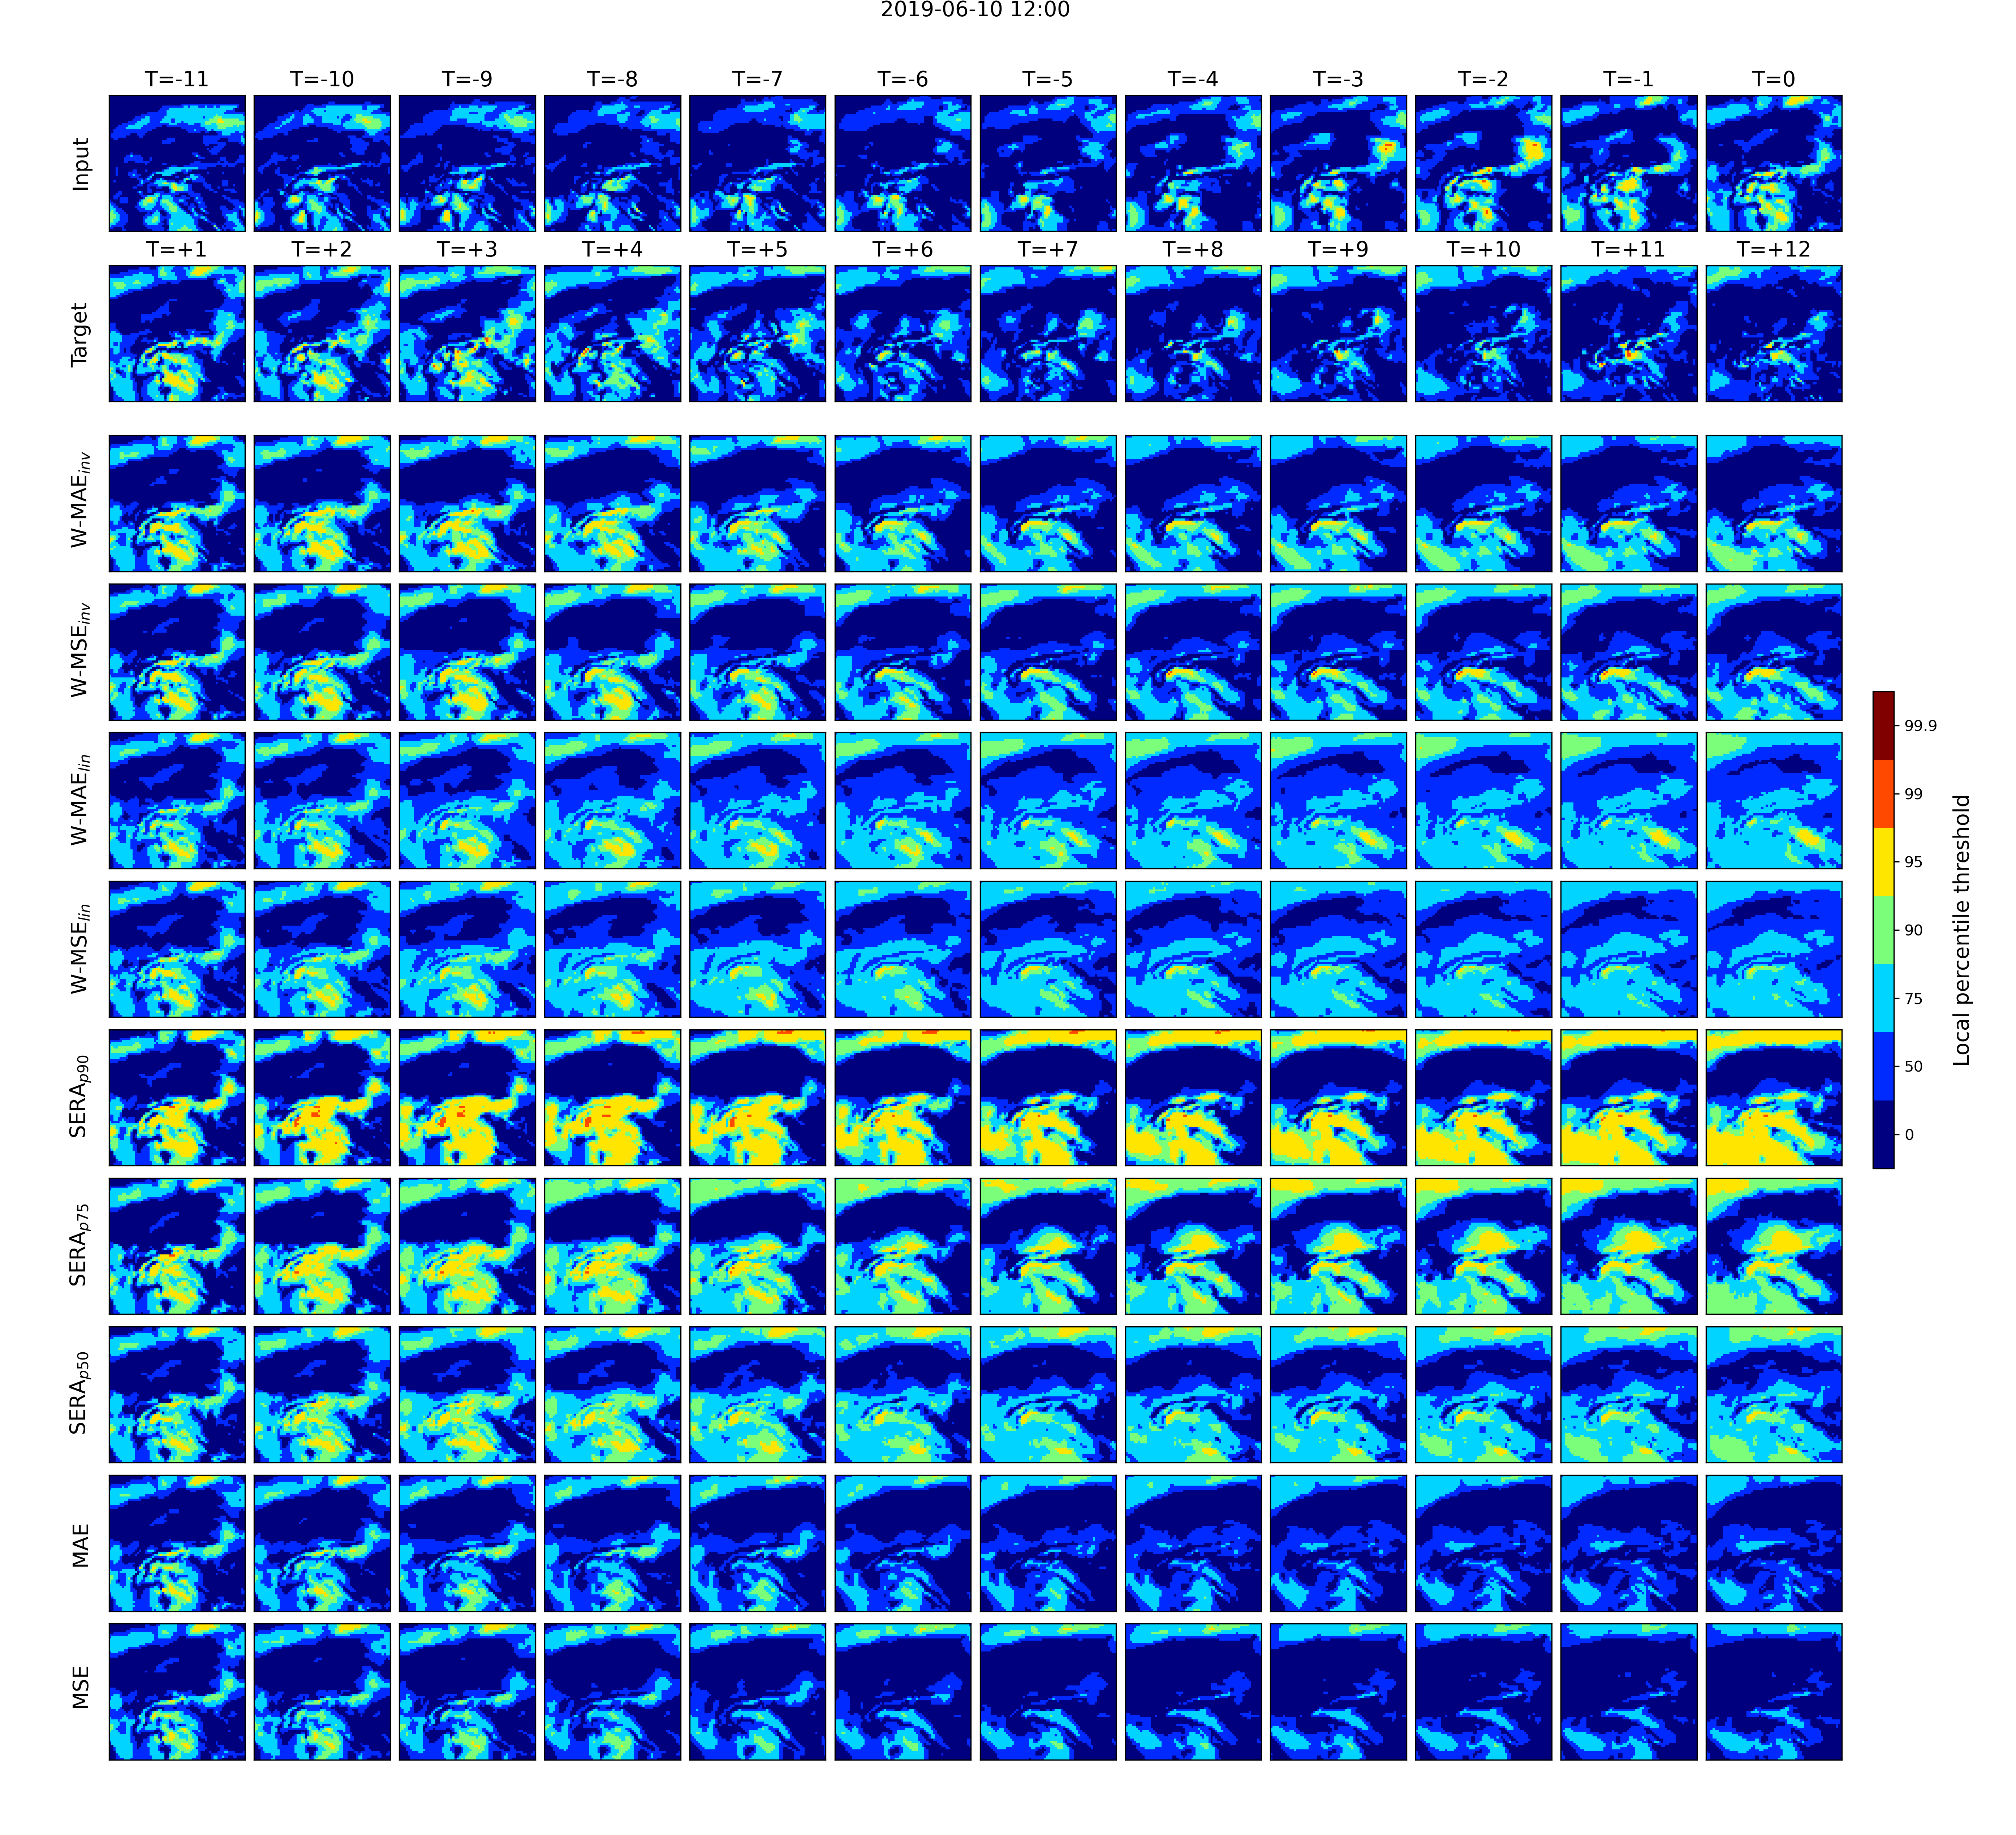 2019-06-10 12:00
T=-11 T=-10 T=-9 T=-8 T=-7 T=-6 T=-5 T=-4 T=-3 T=-2 T=-1 T=0
Input
T=+1 T=+2 T=+3 T=+4 T=+5 T=+6 T=+7 T=+8 T=+9 T=+10 T=+11 T=+12
Target
W-MAEinv
W-MSEinv
W-MAElin
W-MSElin
SERAp90
SERAp75
SERAp50
MAE
MSE
99.9
99
95
90
75
50
0
Local percentile threshold